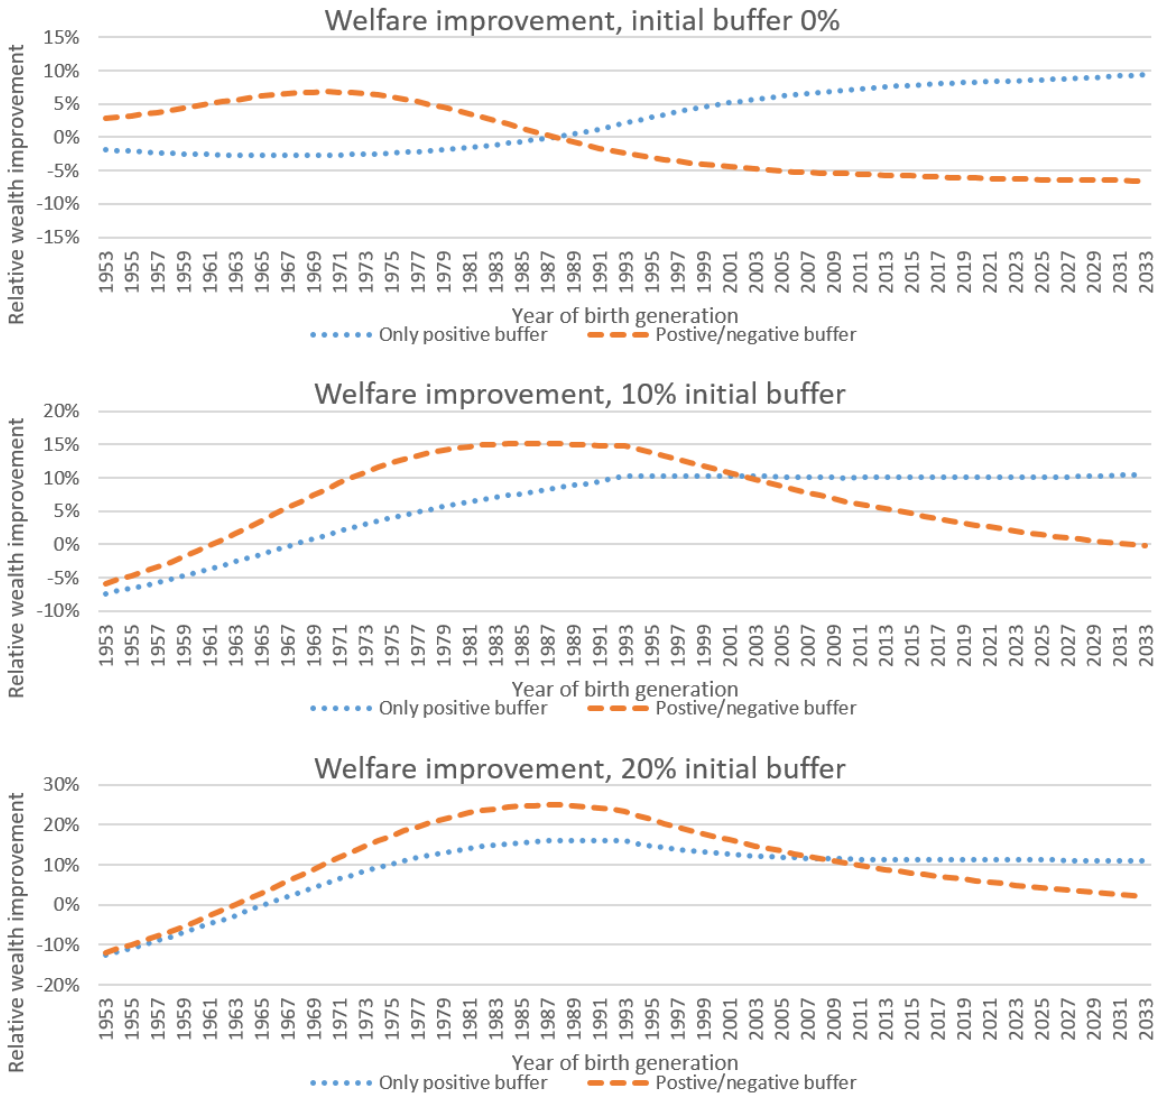 Welfare improvement, initial buffer 0%
Relative wealth improvement
15%
10%
5%
0%
-5%
-10%
-15%
1953 1955 1957 1959 1961 1963 1965 1967 1969 1971 1973 1975 1977 1979 1981 1983 1985 1987 1989 1991 1993 1995 1997 1999 2001 2003 2005 2007 2009 2011 2013 2015 2017 2019 2021 2023 2025 2027 2029 2031 2033
Year of birth generation
Only positive buffer Postive/negative buffer
Welfare improvement, 10% initial buffer
Relative wealth improvement
20%
15%
10%
5%
0%
-5%
-10%
1953 1955 1957 1959 1961 1963 1965 1967 1969 1971 1973 1975 1977 1979 1981 1983 1985 1987 1989 1991 1993 1995 1997 1999 2001 2003 2005 2007 2009 2011 2013 2015 2017 2019 2021 2023 2025 2027 2029 2031 2033
Year of birth generation
Only positive buffer Postive/negative buffer
Welfare improvement, 20% initial buffer
Relative wealth improvement
30%
20%
10%
0%
-10%
-20%
1953 1955 1957 1959 1961 1963 1965 1967 1969 1971 1973 1975 1977 1979 1981 1983 1985 1987 1989 1991 1993 1995 1997 1999 2001 2003 2005 2007 2009 2011 2013 2015 2017 2019 2021 2023 2025 2027 2029 2031 2033
Year of birth generation
Only positive buffer Postive/negative buffer